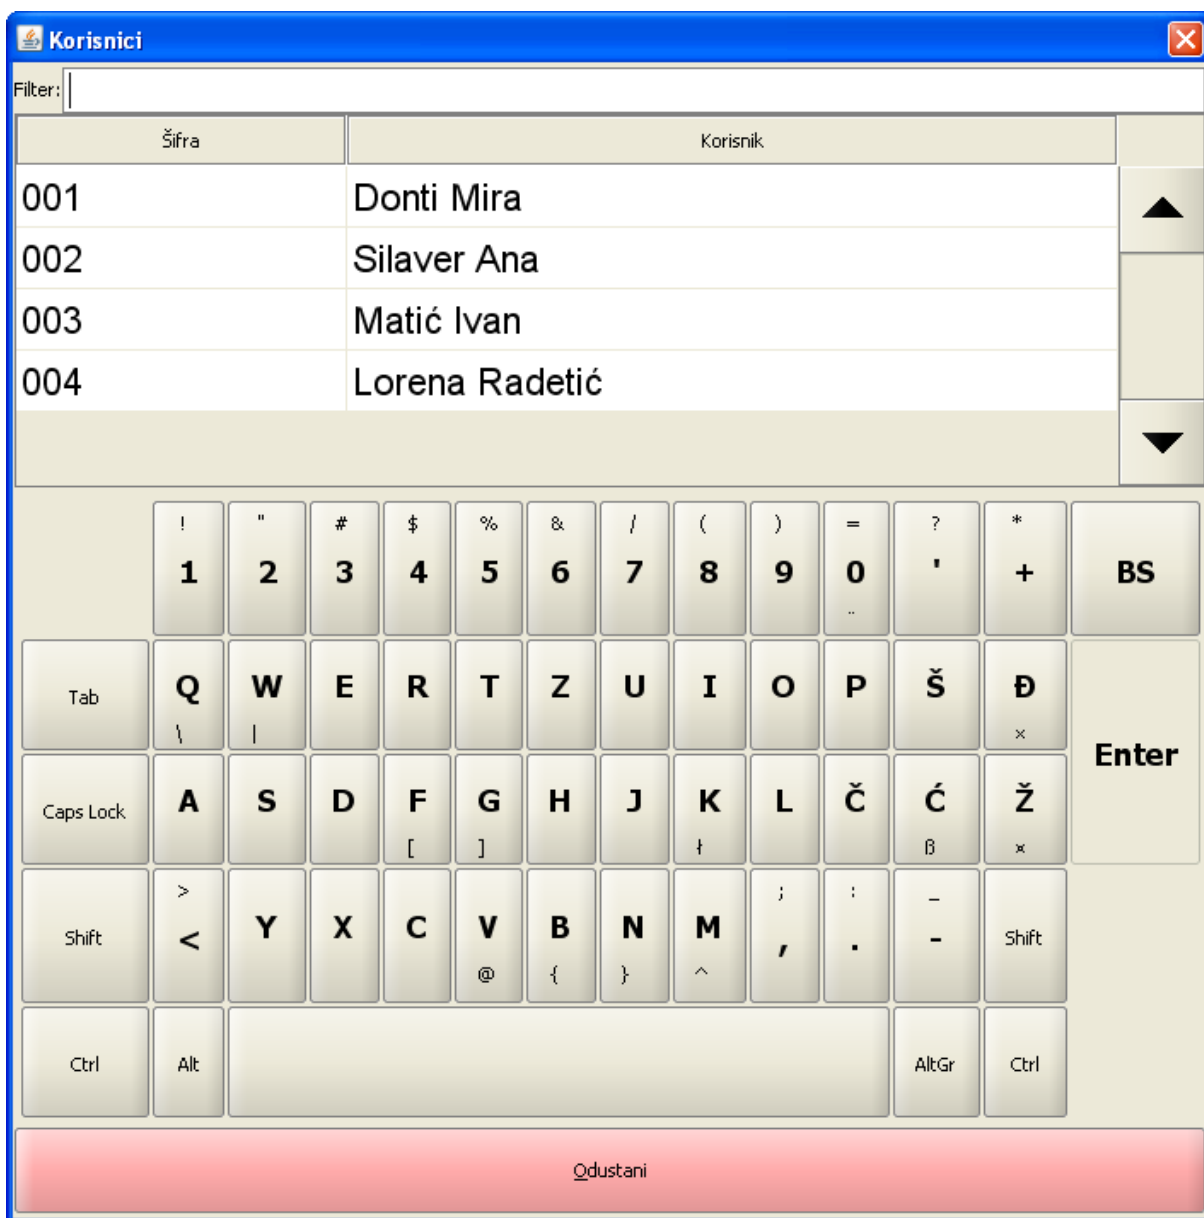 Korisnici
Filter:
Šifra Korisnik
001 Donti Mira
002 Silaver Ana
003 Matić Ivan
004 Lorena Radetić
! " # $ % & / ( ) = ? *
1 2 3 4 5 6 7 8 9 0 ' + BS
¨
Tab Q W E R T Z U I O P Š Đ
\ | ×
Enter
Caps Lock A S D F G H J K L Č Ć Ž
[ ] ł ß ¤
> ; : _
Shift < Y X C V B N M , . - Shift
@ { } ^
Ctrl Alt AltGr Ctrl
Odustani